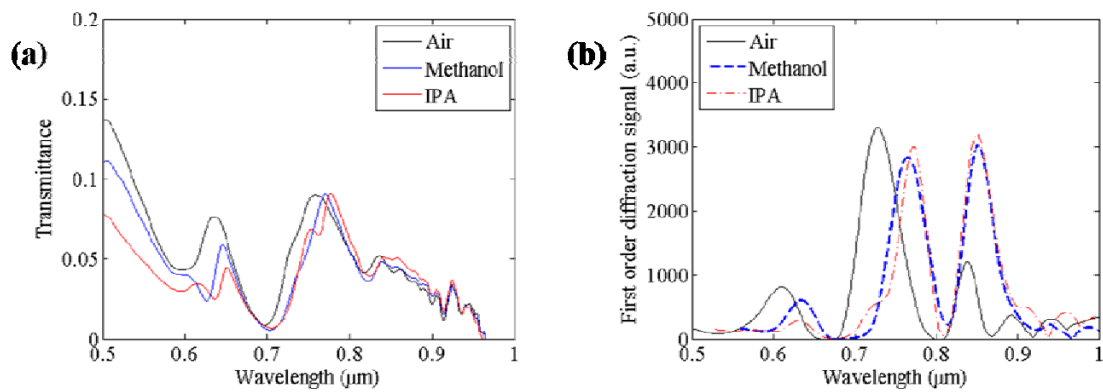 (a)
0.2
0.15
0.1
0.05
0
Transmittance
Air
Methanol
IPA
0.5
0.6
0.7
0.8
0.9
1
Wavelength (μm)
(b)
5000
4000
3000
2000
1000
0
First order diffraction signal (a.u.)
Air
Methanol
IPA
0.5
0.6
0.7
0.8
0.9
1
Wavelength (μm)